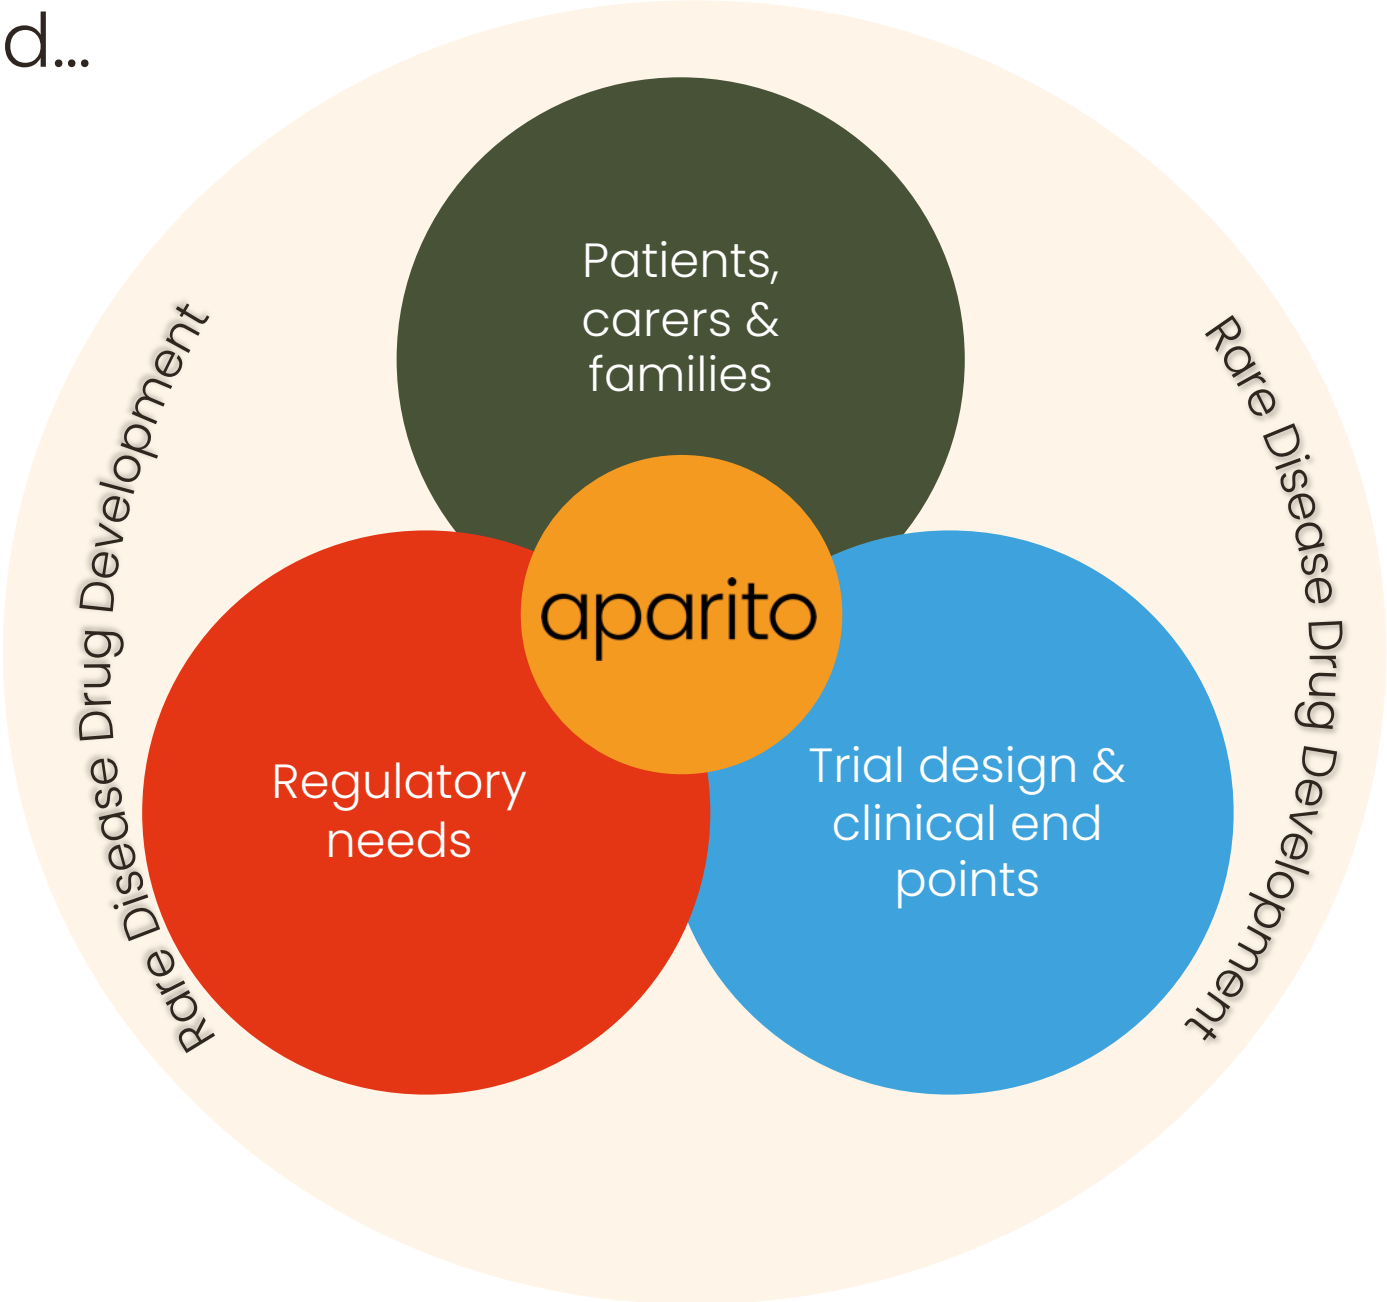 d...
Patients,
carers &
families
Rare Disease Drug Development
Rare Disease Drug Development
aparito
Regulatory
needs
Trial design &
clinical end
points